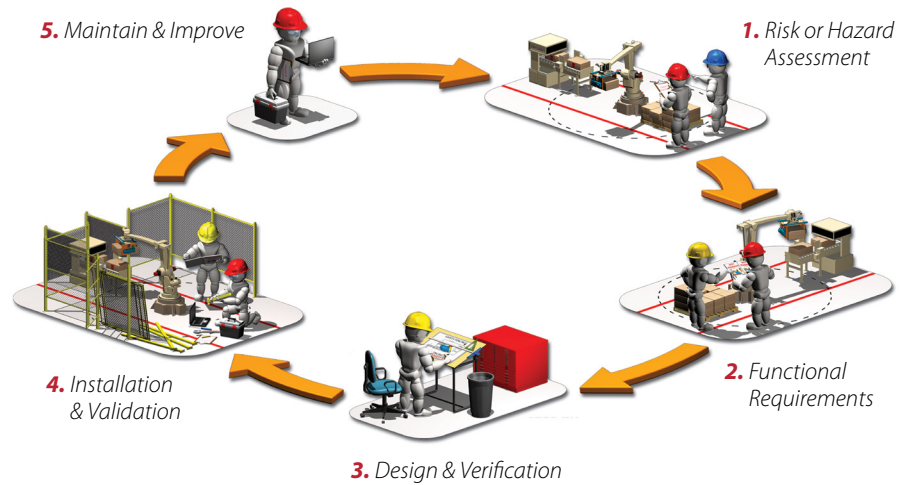 5. Maintain & Improve
1. Risk or Hazard
Assessment
2. Functional
Requirements
4. Installation
& Validation
3. Design & Verification